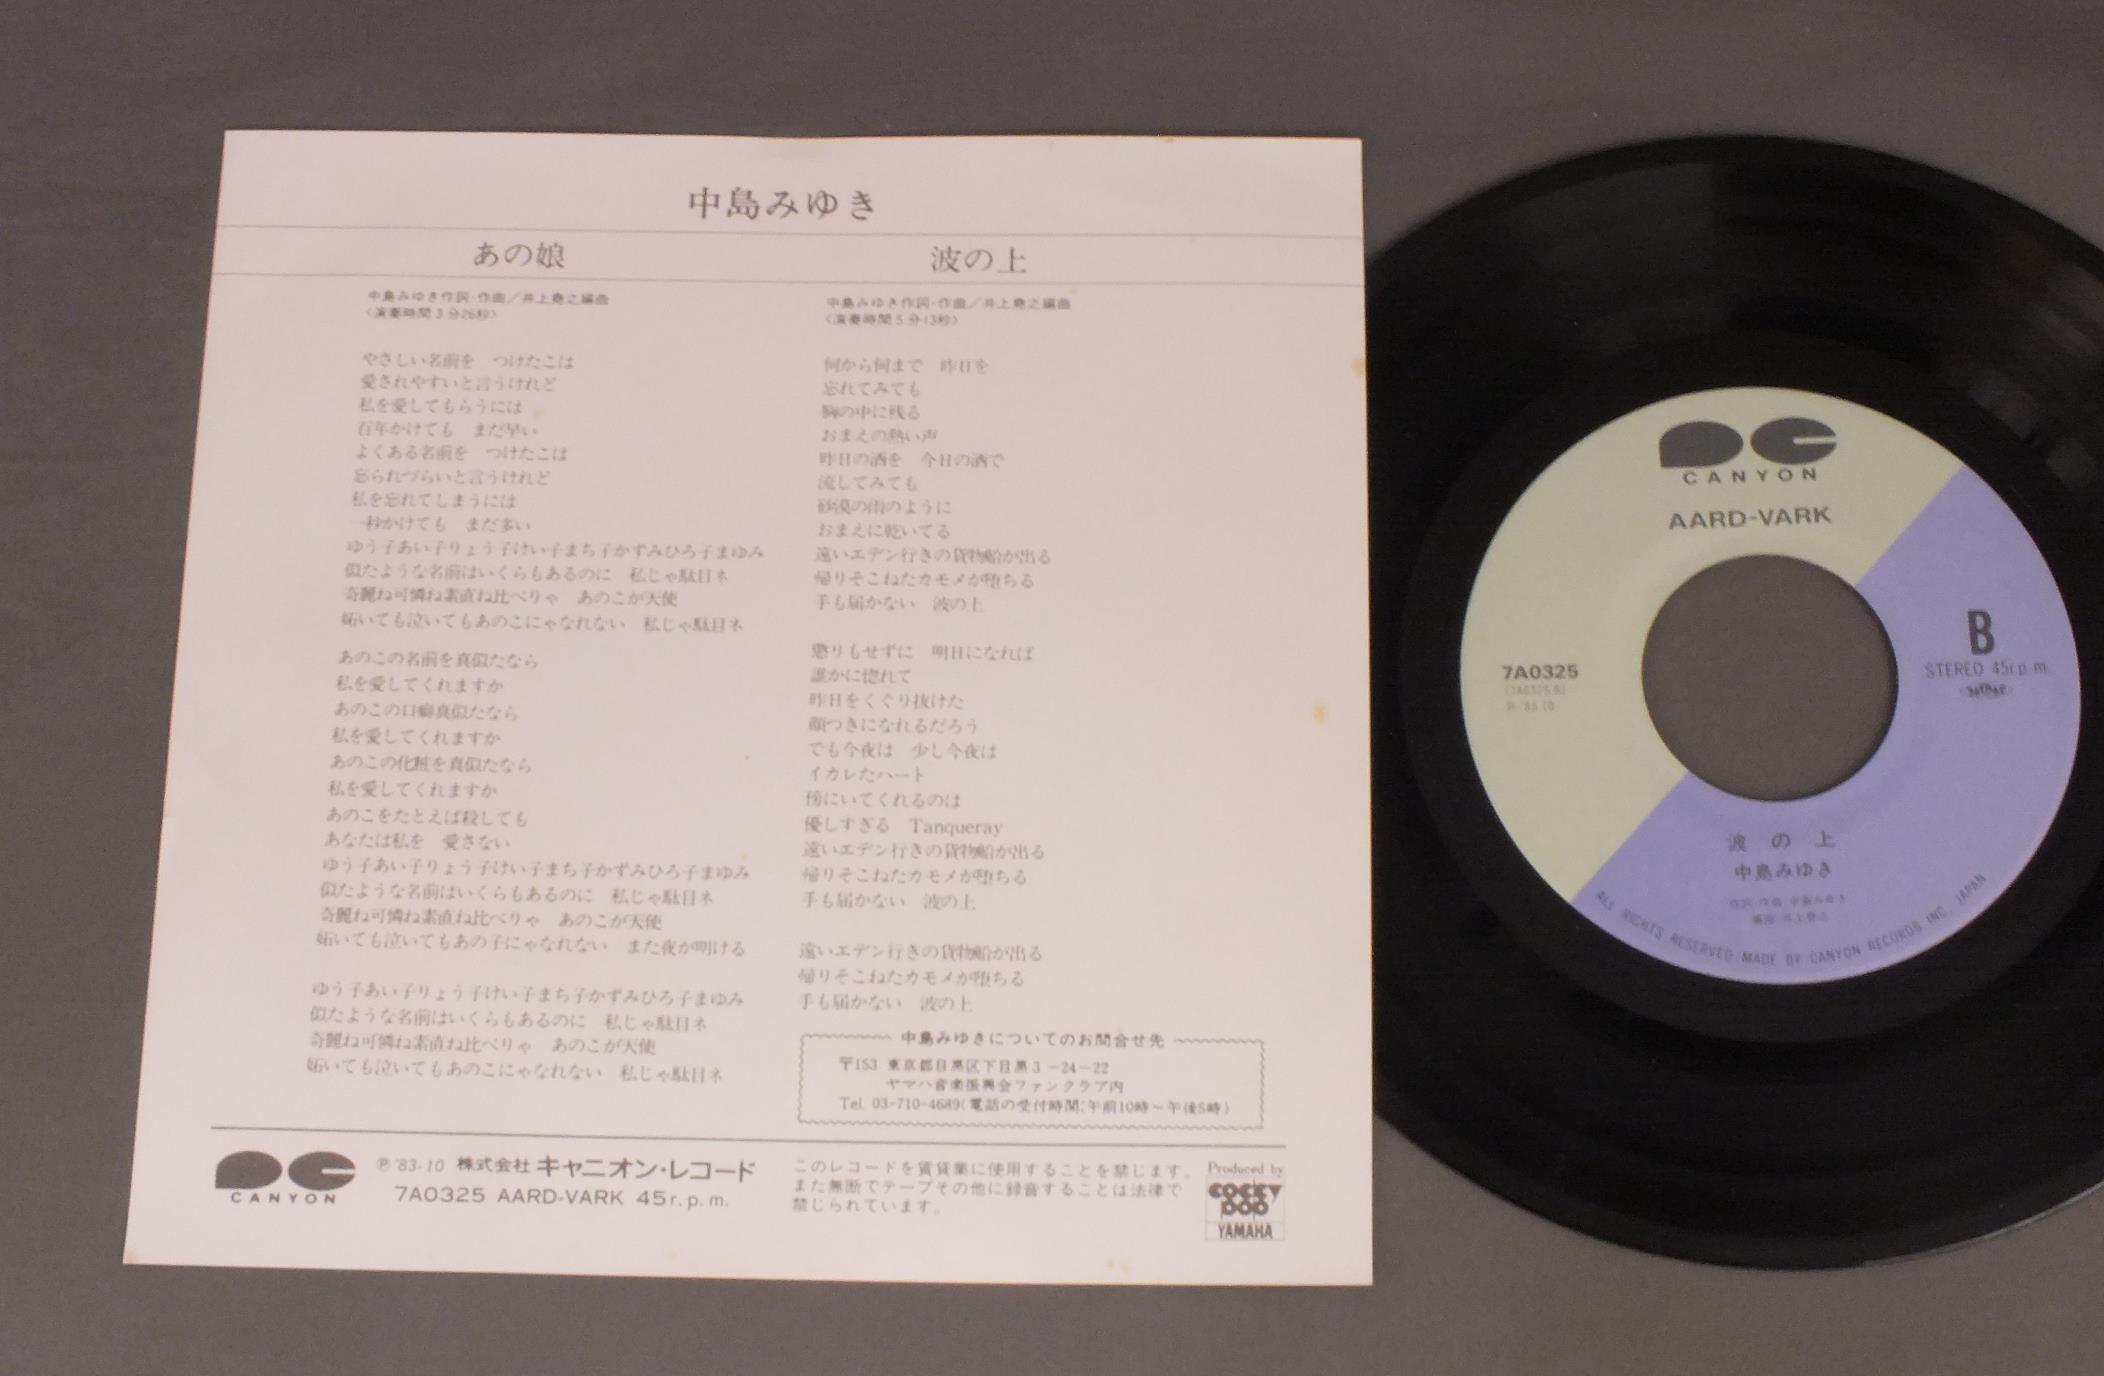 中島みゆき
あの娘
中島みゆき作詞・作曲／井上堯之編曲
〈演奏時間3分26秒〉
やさしい名前を　つけたこは
愛されやすいと言うけれど
私を愛してもらうには
百年かけても　まだ早い
よくある名前を　つけたこは
忘られづらいと言うけれど
私を忘れてしまうには
一秒かけても　まだ多い
ゆう子あい子りょう子けい子まち子かずみひろ子まゆみ
似たような名前はいくらもあるのに　私じゃ駄目ネ
奇麗ね可憐ね素直ね比べりゃ　あのこが天使
妬いても泣いてもあのこにゃなれない　私じゃ駄目ネ
あのこの名前を真似たなら
私を愛してくれますか
あのこの口癖真似たなら
私を愛してくれますか
あのこの化粧を真似たなら
私を愛してくれますか
あのこをたとえば殺しても
あなたは私を　愛さない
ゆう子あい子りょう子けい子まち子かずみひろ子まゆみ
似たような名前はいくらもあるのに　私じゃ駄目ネ
奇麗ね可憐ね素直ね比べりゃ　あのこが天使
妬いても泣いてもあの子にゃなれない　また夜が明ける
ゆう子あい子りょう子けい子まち子かずみひろ子まゆみ
似たような名前はいくらもあるのに　私じゃ駄目ネ
奇麗ね可憐ね素直ね比べりゃ　あのこが天使
妬いても泣いてもあのこにゃなれない　私じゃ駄目ネ
波の上
中島みゆき作詞・作曲／井上堯之編曲
〈演奏時間5分13秒〉
何から何まで　昨日を
忘れてみても
胸の中に残る
おまえの熱い声
昨日の酒を　今日の酒で
流してみても
砂漠の雨のように
おまえに乾いてる
遠いエデン行きの貨物船が出る
帰りそこねたカモメが堕ちる
手も届かない　波の上
懲りもせずに　明日になれば
誰かに惚れて
昨日をくぐり抜けた
顔つきになれるだろう
でも今夜は　少し今夜は
イカレたハート
傍にいてくれるのは
優しすぎる　Tanqueray
遠いエデン行きの貨物船が出る
帰りそこねたカモメが堕ちる
手も届かない　波の上
遠いエデン行きの貨物船が出る
帰りそこねたカモメが堕ちる
手も届かない　波の上
中島みゆきについてのお問合せ先
〒153 東京都目黒区下目黒3－24－22
ヤマハ音楽振興会ファンクラブ内
Tel. 03-710-4689(電話の受付時間：午前10時～午後5時)
CANYON
Ⓟ '83・10 株式会社 キャニオン・レコード
7A0325 AARD-VARK 45r.p.m.
このレコードを賃貸業に使用することを禁じます。
また無断でテープその他に録音することは法律で
禁じられています。
Produced by
COCKY
POP
YAMAHA
CANYON
AARD-VARK
7A0325
(7A0325 B)
Ⓟ '83・10
B
STEREO 45r.p.m.
波の上
中島みゆき
作詞・作曲：中島みゆき
編曲：井上堯之
ALL RIGHTS RESERVED. MADE BY CANYON RECORDS INC. JAPAN